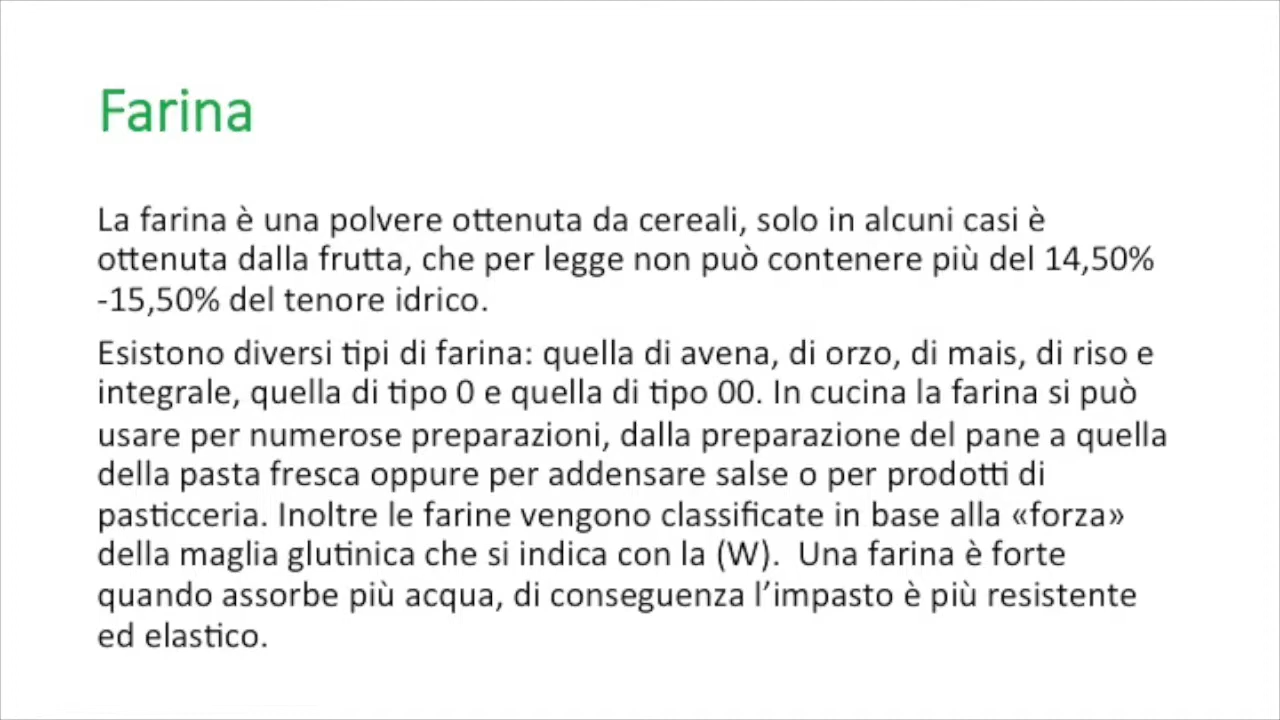 Farina
La farina è una polvere ottenuta da cereali, solo in alcuni casi è
ottenuta dalla frutta, che per legge non può contenere più del 14,50%
-15,50% del tenore idrico.
Esistono diversi tipi di farina: quella di avena, di orzo, di mais, di riso e
integrale, quella di tipo 0 e quella di tipo 00. In cucina la farina si può
usare per numerose preparazioni, dalla preparazione del pane a quella
della pasta fresca oppure per addensare salse o per prodotti di
pasticceria. Inoltre le farine vengono classificate in base alla «forza»
della maglia glutinica che si indica con la (W).  Una farina è forte
quando assorbe più acqua, di conseguenza l’impasto è più resistente
ed elastico.